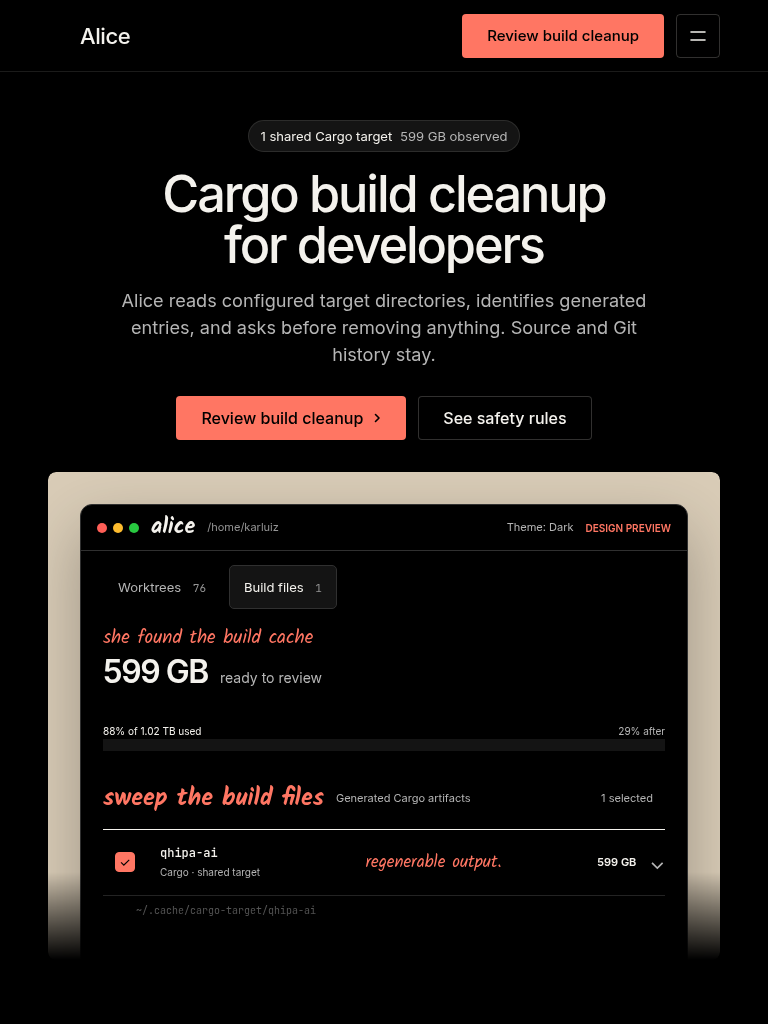 Alice
Review build cleanup
1 shared Cargo target 599 GB observed
Cargo build cleanup
for developers
Alice reads configured target directories, identifies generated
entries, and asks before removing anything. Source and Git
history stay.
Review build cleanup
See safety rules
alice /home/karluiz Theme: Dark DESIGN PREVIEW
Worktrees 76 Build files 1
she found the build cache
599 GB ready to review
88% of 1.02 TB used 29% after
sweep the build files Generated Cargo artifacts 1 selected
qhipa-ai
Cargo · shared target
regenerable output.
599 GB
~/.cache/cargo-target/qhipa-ai